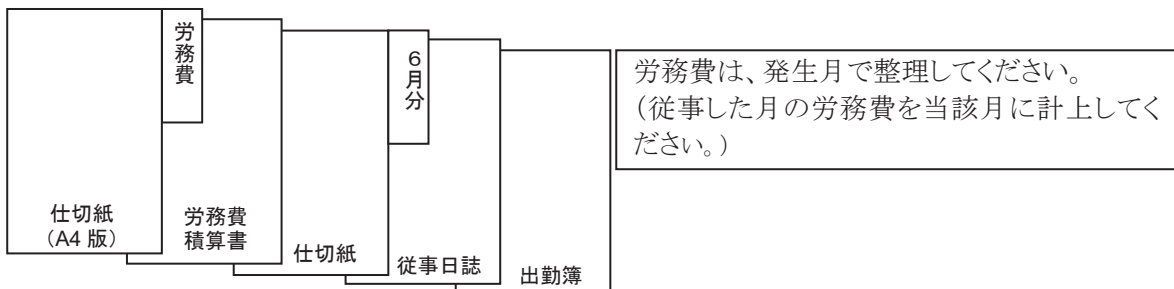 労務費
仕切紙
（A4 版）
労務費
積算書
仕切紙
６月分
従事日誌
出勤簿
労務費は、発生月で整理してください。
（従事した月の労務費を当該月に計上してく
ださい。）